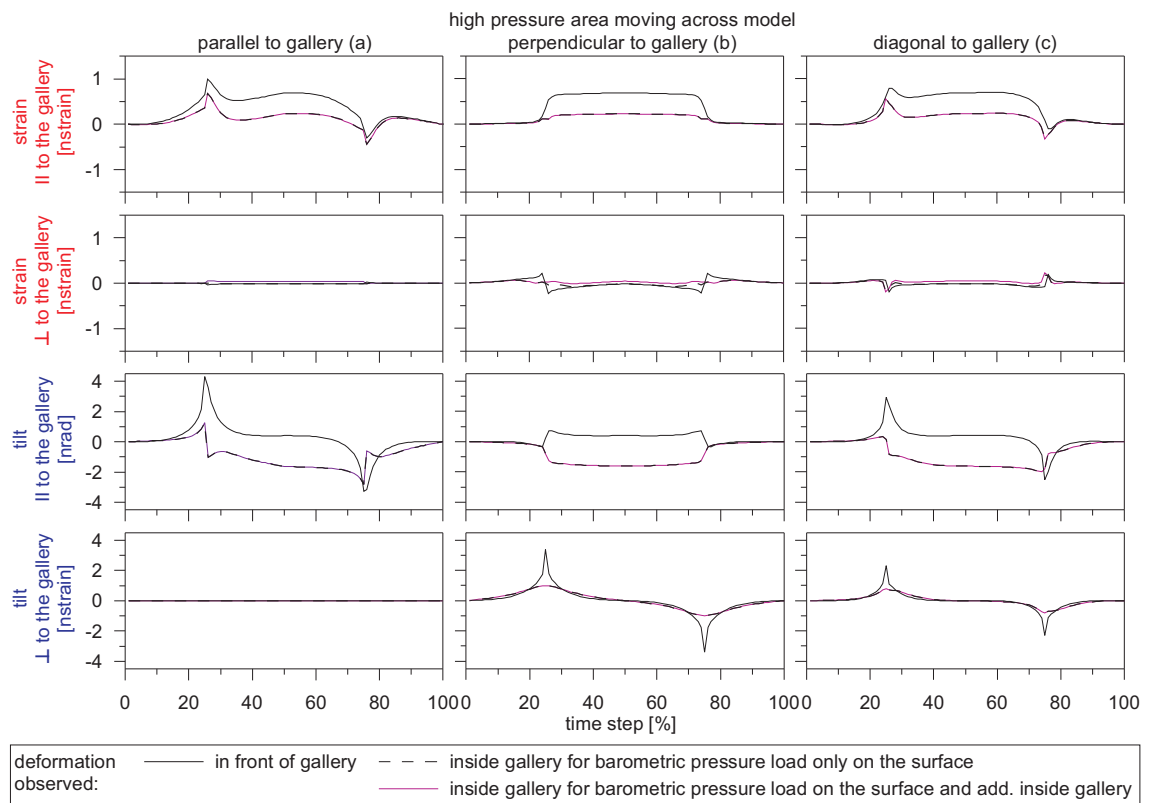 high pressure area moving across model
parallel to gallery (a)
perpendicular to gallery (b)
diagonal to gallery (c)
strain
II to the gallery
[nstrain]
1
0
-1
strain
⊥ to the gallery
[nstrain]
1
0
-1
tilt
II to the gallery
[nrad]
4
2
0
-2
-4
tilt
⊥ to the gallery
[nstrain]
4
2
0
-2
-4
0 20 40 60 80 100 0 20 40 60 80 100 0 20 40 60 80 100
time step [%]
deformation
observed:
in front of gallery
inside gallery for barometric pressure load only on the surface
inside gallery for barometric pressure load on the surface and add. inside gallery